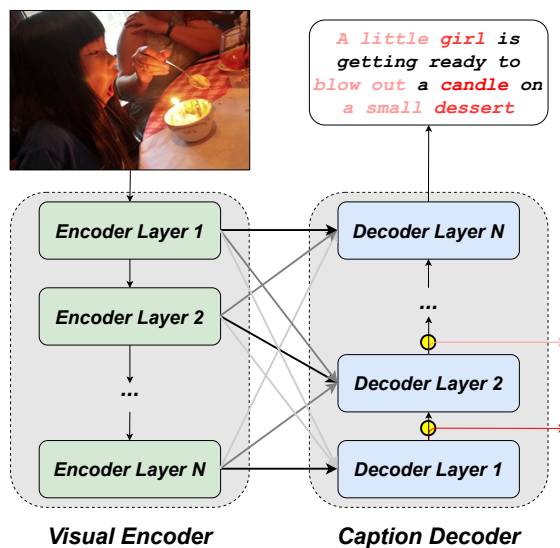 A little girl is
getting ready to
blow out a candle on
a small dessert
Encoder Layer 1
Encoder Layer 2
...
Encoder Layer N
Visual Encoder
Decoder Layer N
...
Decoder Layer 2
Decoder Layer 1
Caption Decoder